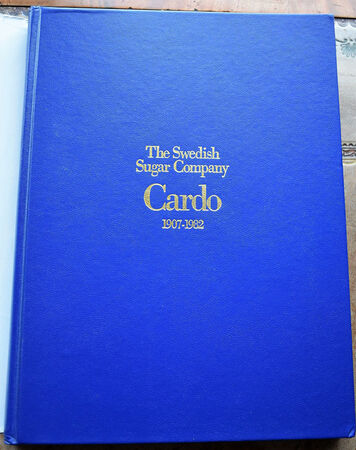 The Swedish
Sugar Company
Cardo
1907-1982